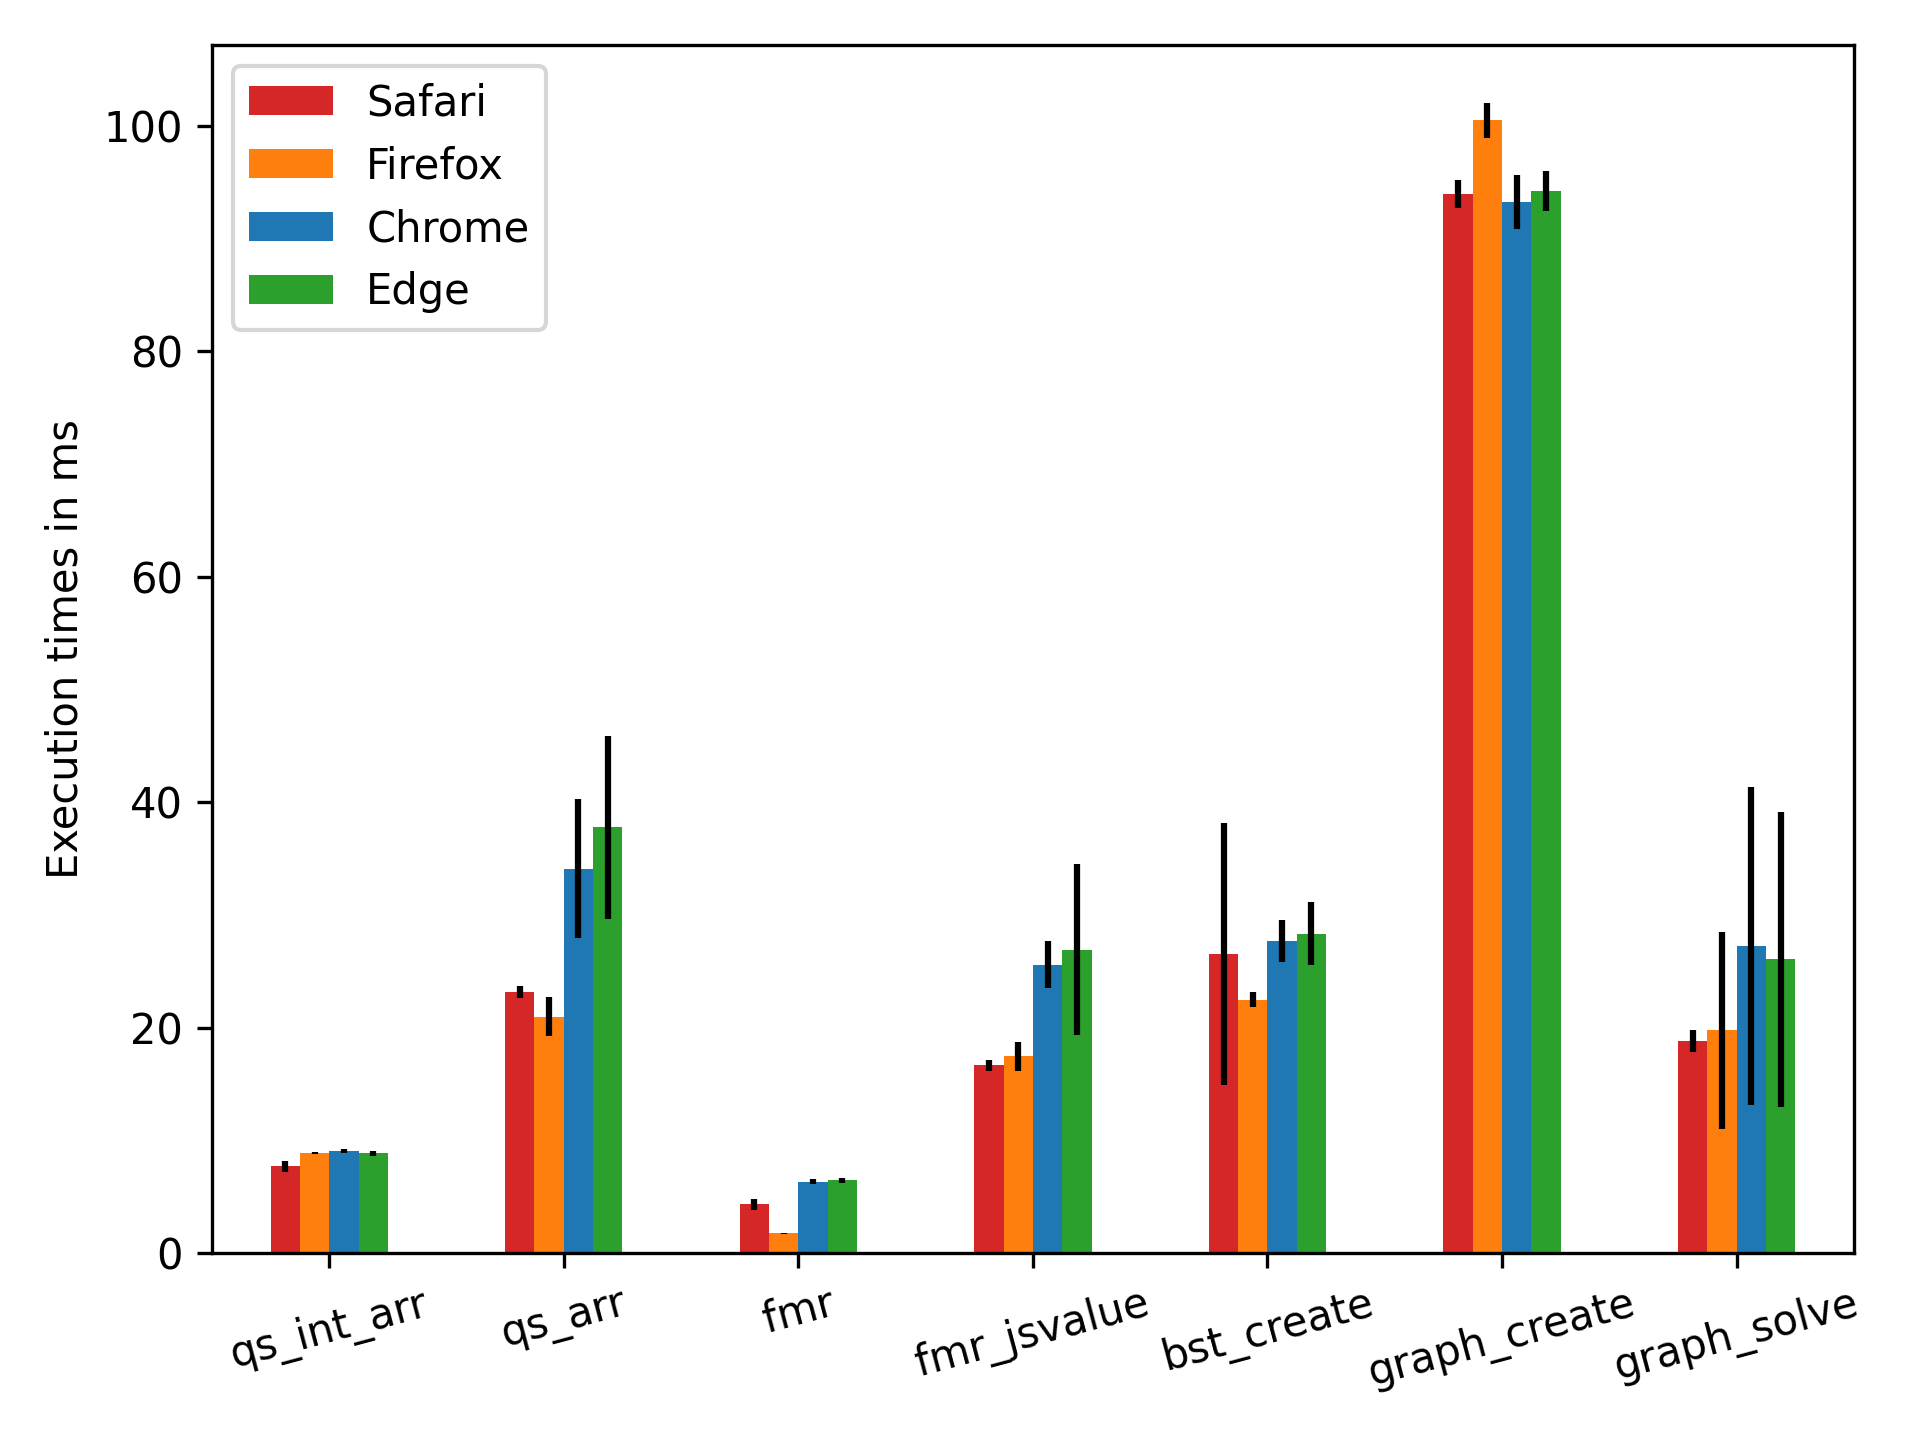 Safari
Firefox
Chrome
Edge
100
80
60
40
20
0
Execution times in ms
qs_int_arr
qs_arr
fmr
fmr_jsvalue
bst_create
graph_create
graph_solve